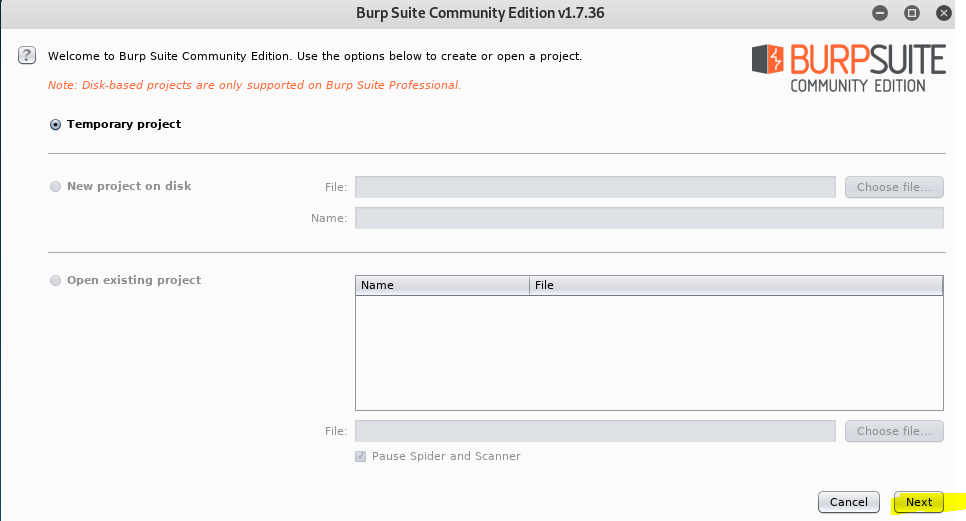 Burp Suite Community Edition v1.7.36
? Welcome to Burp Suite Community Edition. Use the options below to create or open a project.
Note: Disk-based projects are only supported on Burp Suite Professional.
BURPSUITE
COMMUNITY EDITION
Temporary project
New project on disk
File:
Choose file...
Name:
Open existing project
Name File
File:
Choose file...
Pause Spider and Scanner
Cancel Next